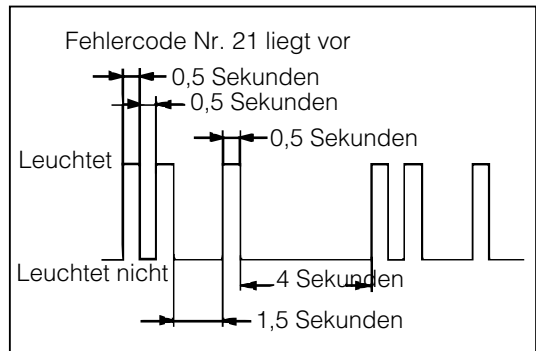 Fehlercode Nr. 21 liegt vor
0,5 Sekunden
0,5 Sekunden
0,5 Sekunden
Leuchtet
Leuchtet nicht
4 Sekunden
1,5 Sekunden